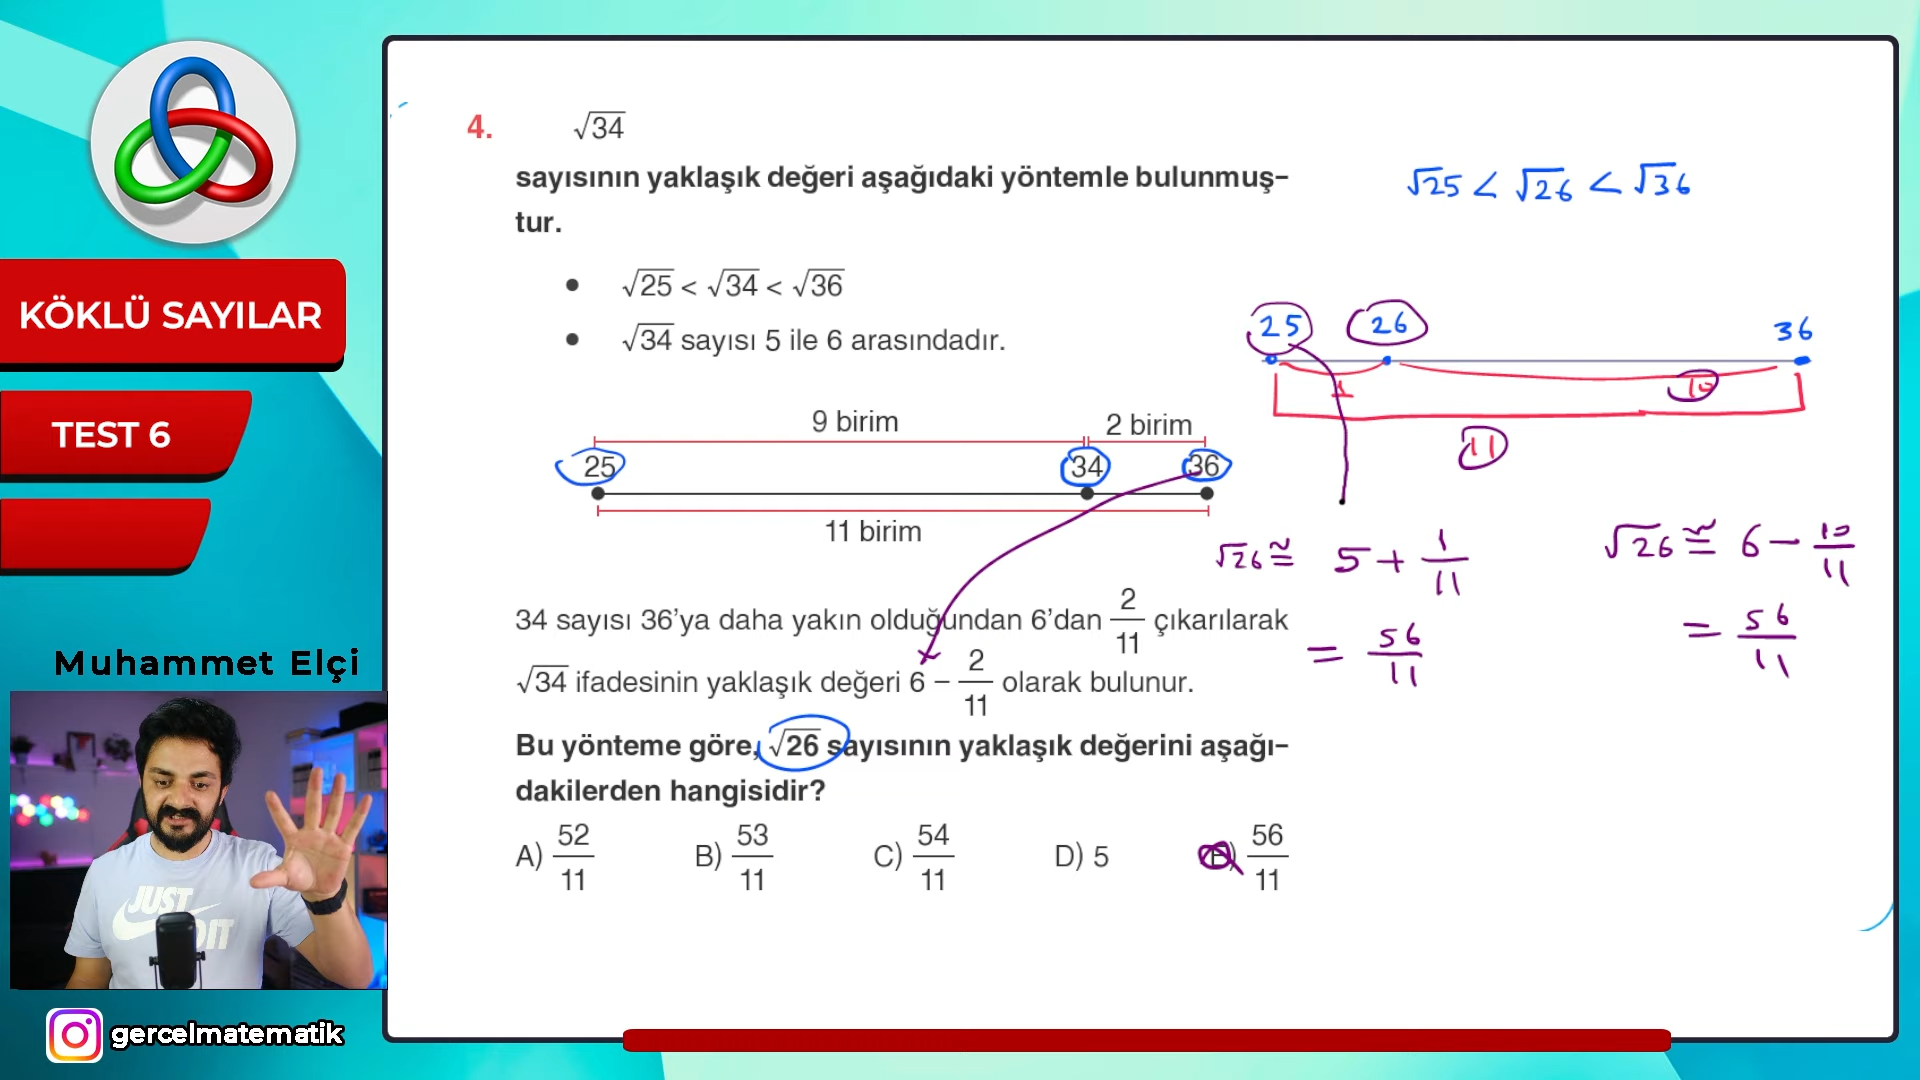 KÖKLÜ SAYILAR
TEST 6
Muhammet Elçi
JUST
DO IT
gercelmatematik
4. √34
sayısının yaklaşık değeri aşağıdaki yöntemle bulunmuş-
tur.
• √25 < √34 < √36
• √34 sayısı 5 ile 6 arasındadır.
9 birim 2 birim
25 34 36
11 birim
34 sayısı 36'ya daha yakın olduğundan 6'dan 2/11 çıkarılarak
√34 ifadesinin yaklaşık değeri 6 − 2/11 olarak bulunur.
Bu yönteme göre, √26 sayısının yaklaşık değerini aşağı-
dakilerden hangisidir?
A) 52/11 B) 53/11 C) 54/11 D) 5 E) 56/11
√25 < √26 < √36
25 26 36
1 10
11
√26 ≅ 5 + 1/11
= 56/11
√26 ≅ 6 − 10/11
= 56/11